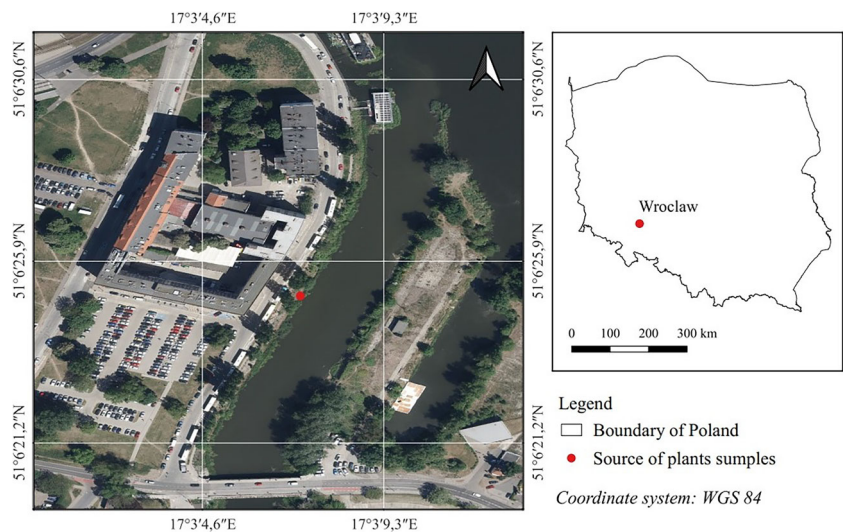 17°3′4,6″E
17°3′9,3″E
51°6′30,6″N
51°6′30,6″N
51°6′25,9″N
51°6′25,9″N
51°6′21,2″N
51°6′21,2″N
17°3′4,6″E
17°3′9,3″E
Wroclaw
0 100 200 300 km
Legend
Boundary of Poland
Source of plants samples
Coordinate system: WGS 84